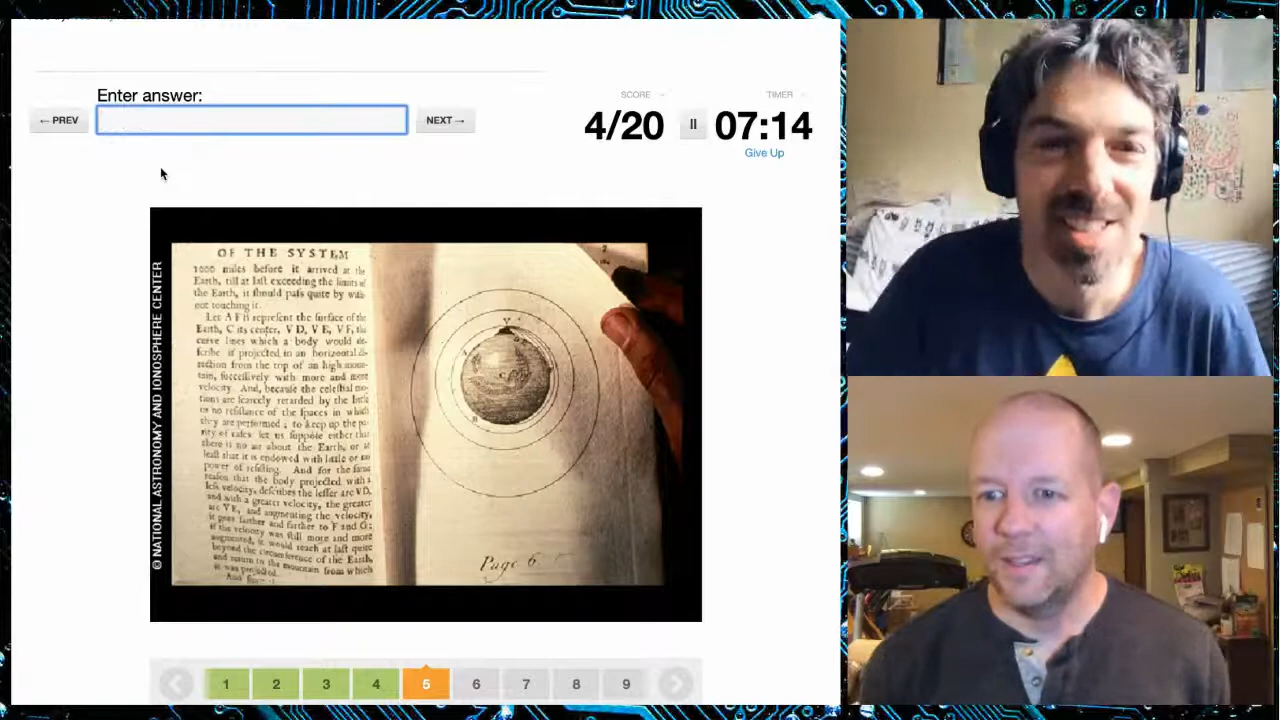 Enter answer:
← PREV
NEXT →
SCORE
4/20
II
TIMER
07:14
Give Up
© NATIONAL ASTRONOMY AND IONOSPHERE CENTER
OF THE SYSTEM
1000 miles before it arrived at the
Earth, till at laſt exceeding the limits of
the Earth, it ſhould paſs quite by with-
out touching it.
Let A F B repreſent the ſurface of the
Earth, C its center, V D, V E, V F, the
curve lines which a body would de-
ſcribe if projected in an horizontal di-
rection from the top of an high moun-
tain, ſucceſſively with more and more
velocity. And, becauſe the celeſtial mo-
tions are ſcarcely retarded by the little
or no reſiſtance of the ſpaces in which
they are performed; to keep up the pa-
rity of caſes, let us ſuppoſe either that
there is no air about the Earth, or at
leaſt that it is endowed with little or no
power of reſiſting. And for the ſame
reaſon that the body projected with a
leſs velocity, deſcribes the leſſer arc VD,
and with a greater velocity, the greater
arc VE, and augmenting the velocity,
it goes farther and farther to F and G;
if the velocity was ſtill more and more
augmented, it would reach at laſt quite
beyond the circumference of the Earth,
and return to the mountain from which
it was projected.
And
V
Page 6
1
2
3
4
5
6
7
8
9